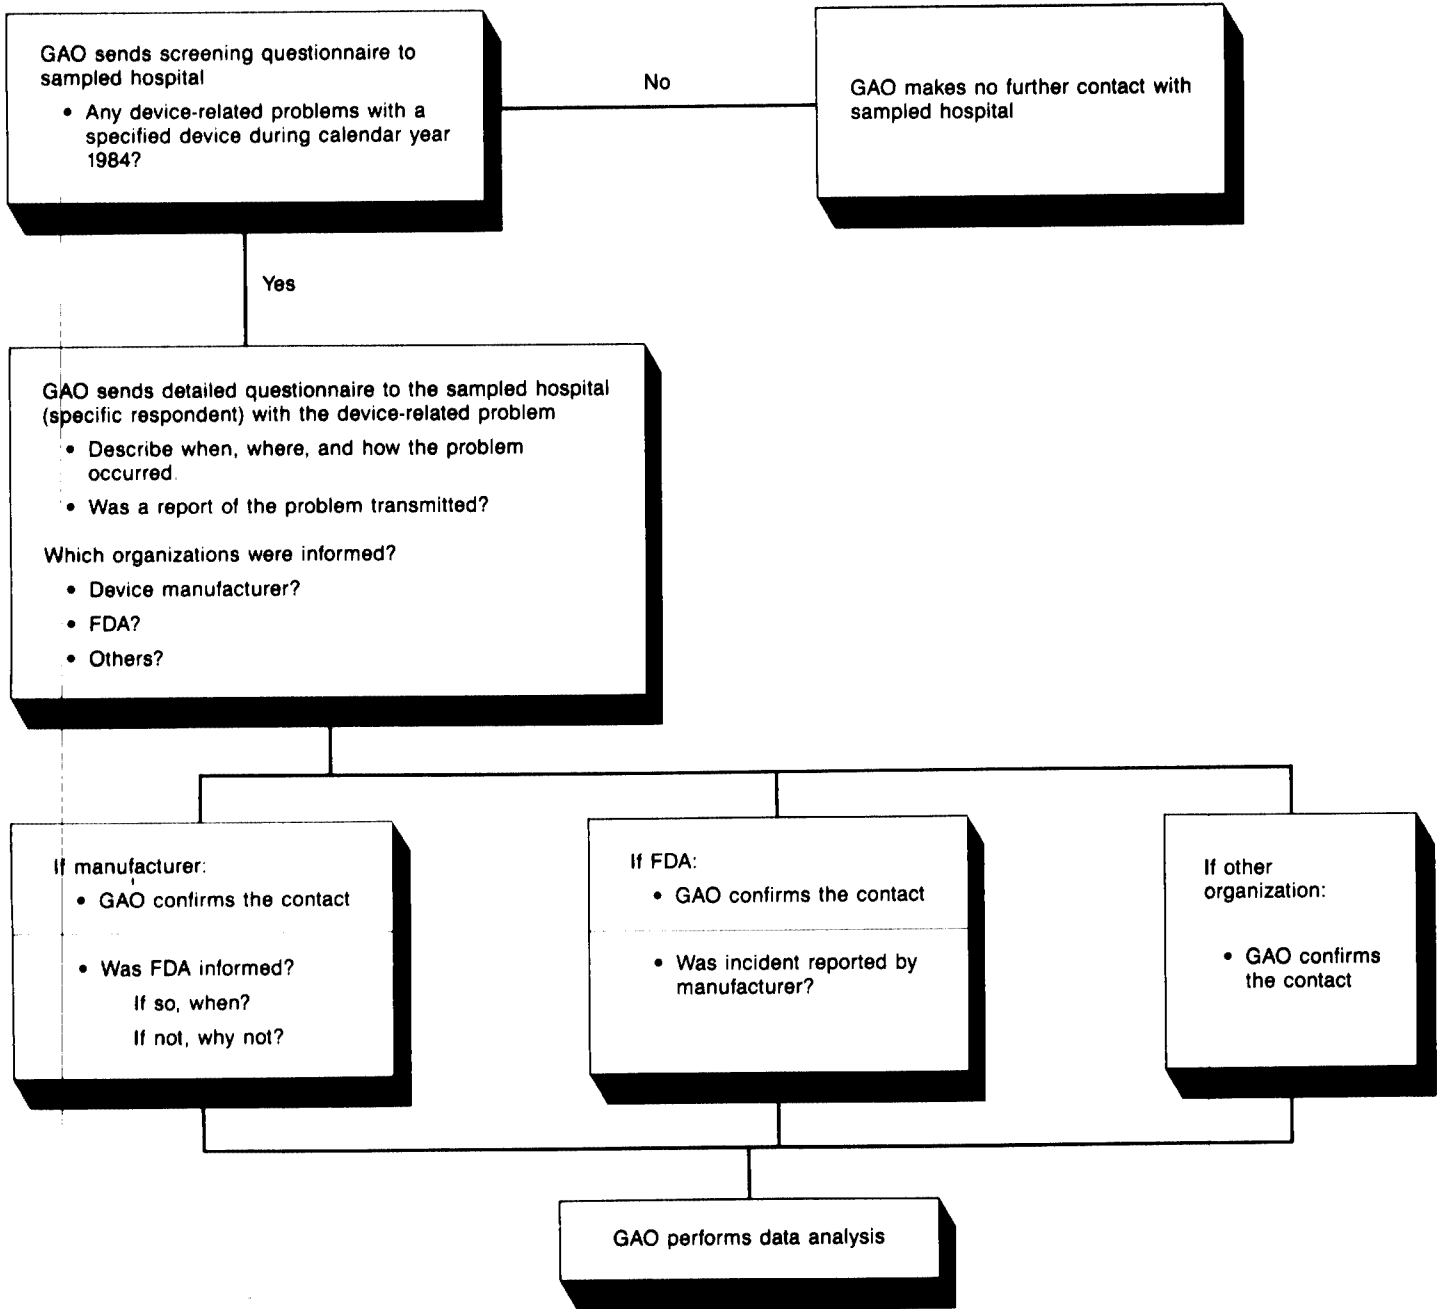 GAO sends screening questionnaire to
sampled hospital
• Any device-related problems with a
specified device during calendar year
1984?
No
GAO makes no further contact with
sampled hospital
Yes
GAO sends detailed questionnaire to the sampled hospital
(specific respondent) with the device-related problem
• Describe when, where, and how the problem
occurred.
• Was a report of the problem transmitted?
Which organizations were informed?
• Device manufacturer?
• FDA?
• Others?
If manufacturer:
• GAO confirms the contact
• Was FDA informed?
If so, when?
If not, why not?
If FDA:
• GAO confirms the contact
• Was incident reported by
manufacturer?
If other
organization:
• GAO confirms
the contact
GAO performs data analysis